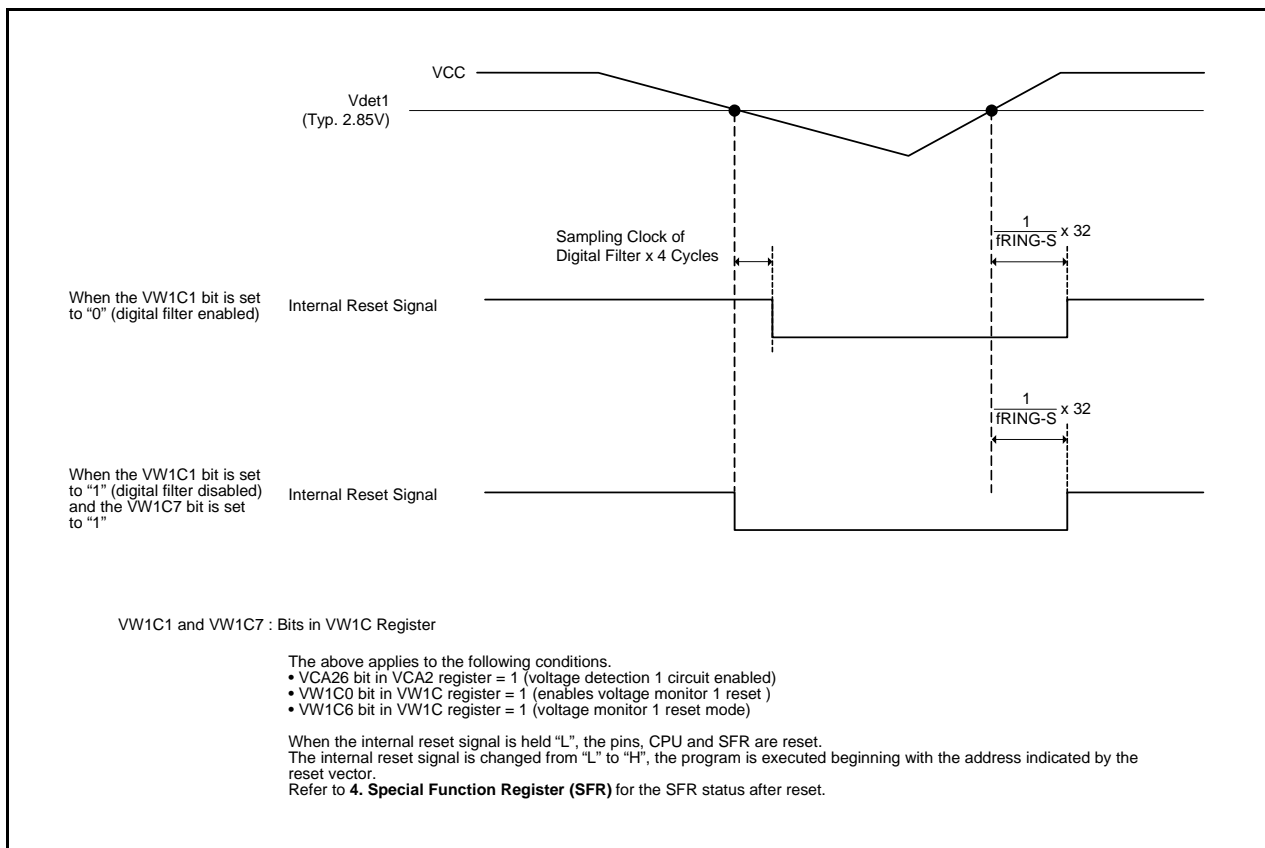 VCC
Vdet1
(Typ. 2.85V)
Sampling Clock of
Digital Filter x 4 Cycles
1
fRING-S
x 32
When the VW1C1 bit is set
to “0” (digital filter enabled)
Internal Reset Signal
1
fRING-S
x 32
When the VW1C1 bit is set
to “1” (digital filter disabled)
and the VW1C7 bit is set
to “1”
Internal Reset Signal
VW1C1 and VW1C7 : Bits in VW1C Register
The above applies to the following conditions.
• VCA26 bit in VCA2 register = 1 (voltage detection 1 circuit enabled)
• VW1C0 bit in VW1C register = 1 (enables voltage monitor 1 reset )
• VW1C6 bit in VW1C register = 1 (voltage monitor 1 reset mode)
When the internal reset signal is held “L”, the pins, CPU and SFR are reset.
The internal reset signal is changed from “L” to “H”, the program is executed beginning with the address indicated by the
reset vector.
Refer to 4. Special Function Register (SFR) for the SFR status after reset.